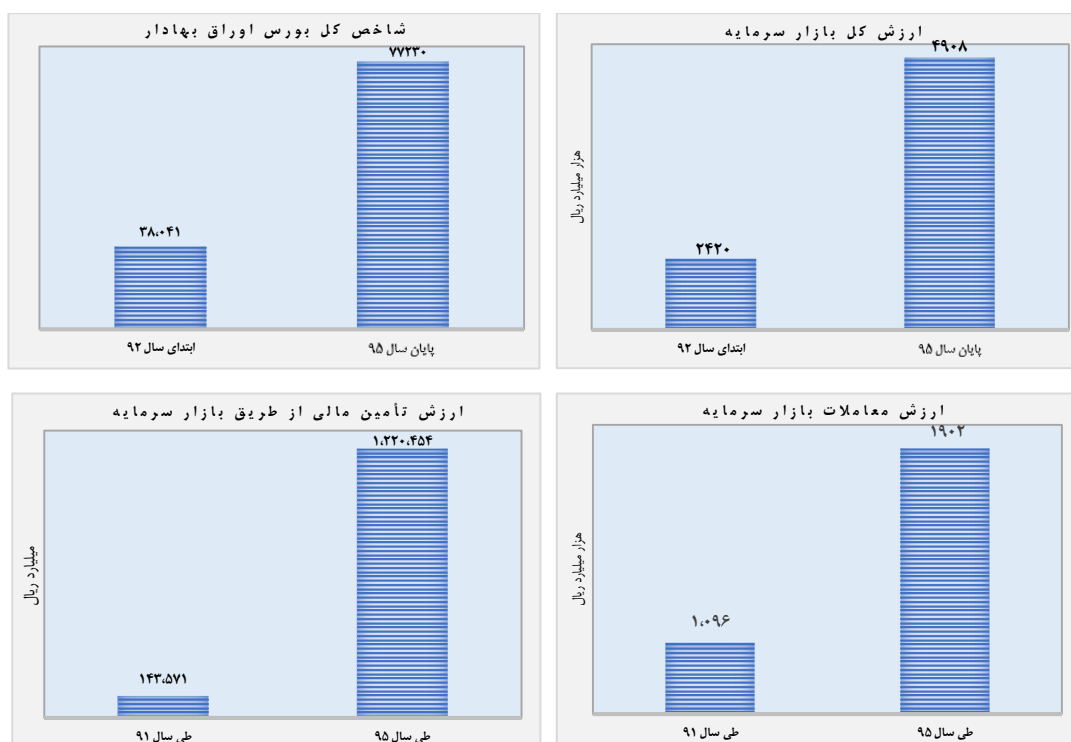 ارزش کل بازار سرمایه
۴۹۰۸
۲۴۲۰
هزار میلیارد ریال
ابتدای سال ۹۲
پایان سال ۹۵
شاخص کل بورس اوراق بهادار
۷۷۲۳۰
۳۸،۰۴۱
ابتدای سال ۹۲
پایان سال ۹۵
ارزش معاملات بازار سرمایه
۱۹۰۲
۱،۰۹۶
هزار میلیارد ریال
طی سال ۹۱
طی سال ۹۵
ارزش تأمین مالی از طریق بازار سرمایه
۱،۲۲۰،۴۵۴
۱۴۳،۵۷۱
میلیارد ریال
طی سال ۹۱
طی سال ۹۵